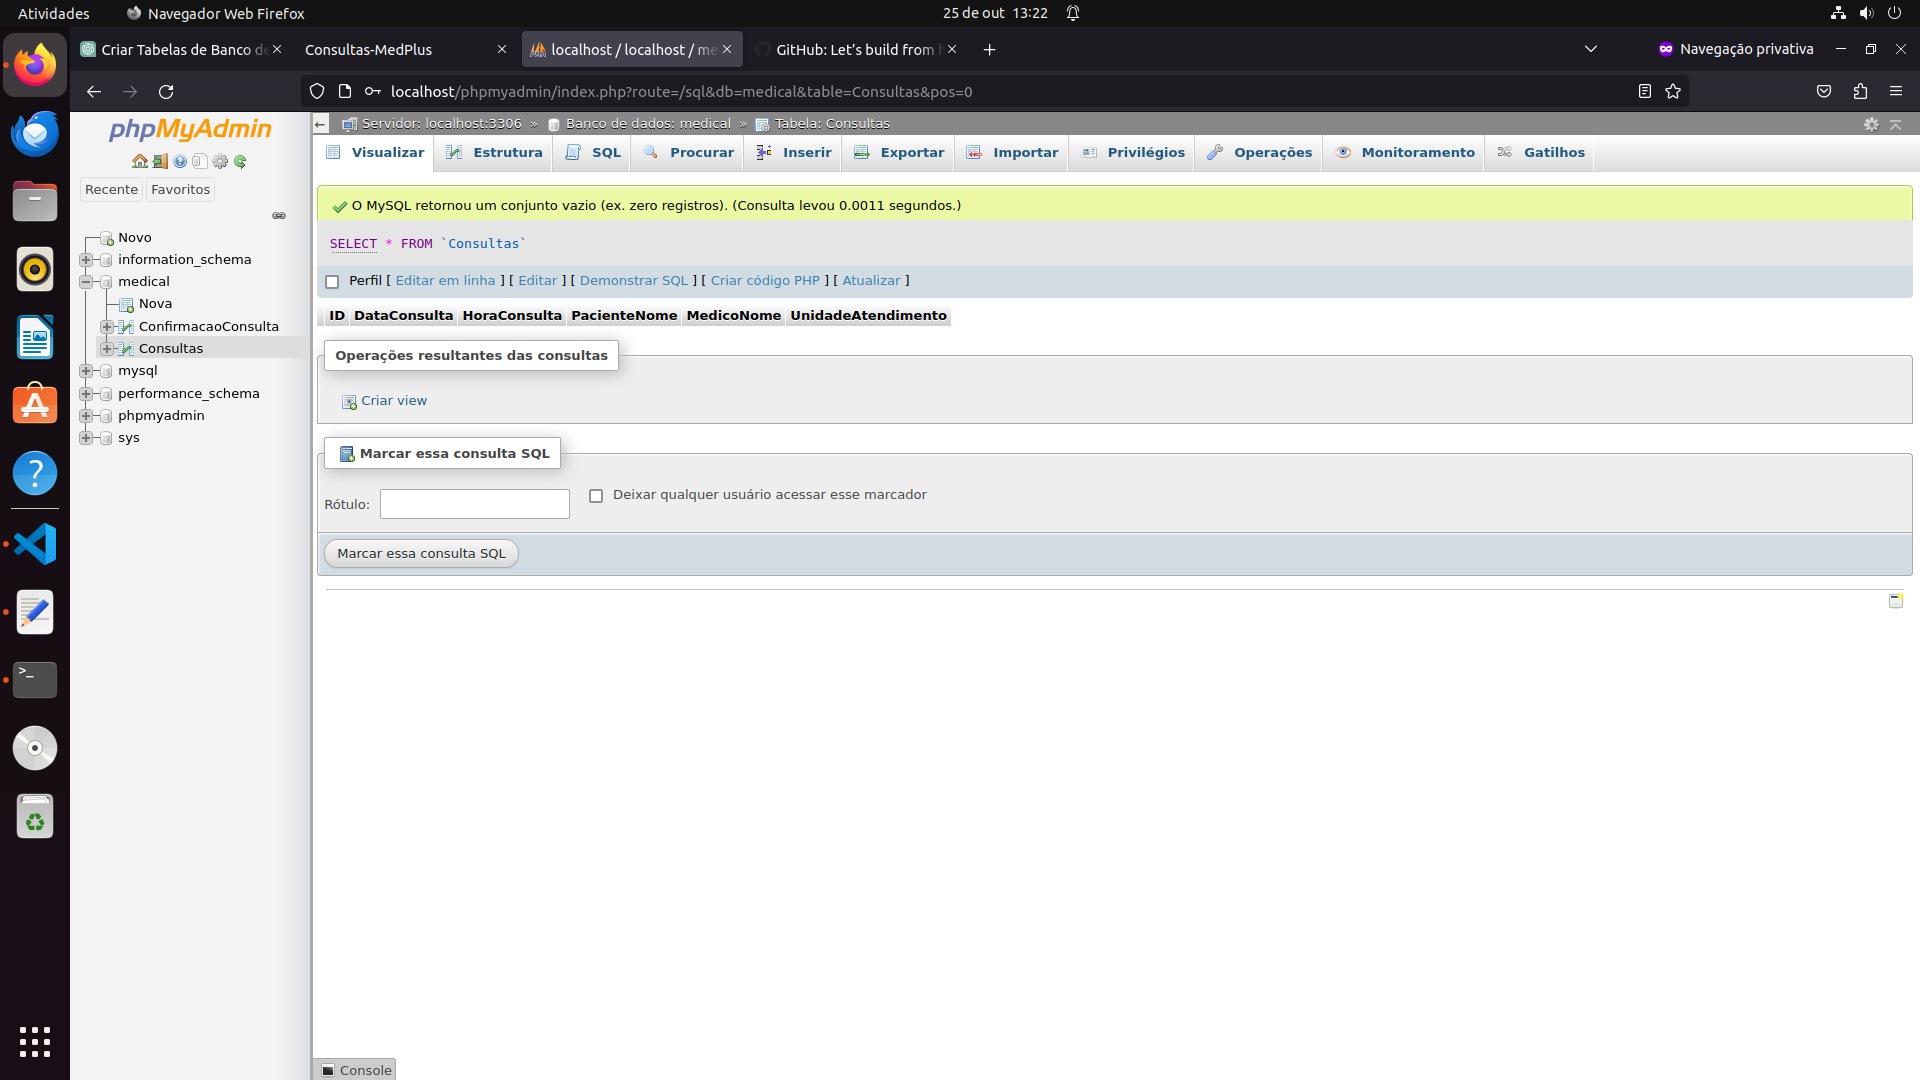 Atividades
Navegador Web Firefox
25 de out 13:22
Criar Tabelas de Banco de
Consultas-MedPlus
localhost / localhost / me
GitHub: Let's build from h
Navegação privativa
localhost/phpmyadmin/index.php?route=/sql&db=medical&table=Consultas&pos=0
phpMyAdmin
Recente
Favoritos
Novo
information_schema
medical
Nova
ConfirmacaoConsulta
Consultas
mysql
performance_schema
phpmyadmin
sys
Servidor: localhost:3306 » Banco de dados: medical » Tabela: Consultas
Visualizar
Estrutura
SQL
Procurar
Inserir
Exportar
Importar
Privilégios
Operações
Monitoramento
Gatilhos
O MySQL retornou um conjunto vazio (ex. zero registros). (Consulta levou 0.0011 segundos.)
SELECT * FROM `Consultas`
Perfil [ Editar em linha ] [ Editar ] [ Demonstrar SQL ] [ Criar código PHP ] [ Atualizar ]
ID DataConsulta HoraConsulta PacienteNome MedicoNome UnidadeAtendimento
Operações resultantes das consultas
Criar view
Marcar essa consulta SQL
Rótulo:
Deixar qualquer usuário acessar esse marcador
Marcar essa consulta SQL
Console